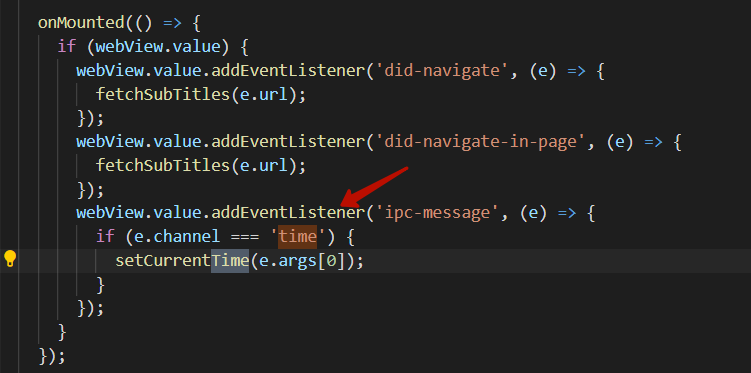 onMounted(() => {
if (webView.value) {
webView.value.addEventListener('did-navigate', (e) => {
fetchSubTitles(e.url);
});
webView.value.addEventListener('did-navigate-in-page', (e) => {
fetchSubTitles(e.url);
});
webView.value.addEventListener('ipc-message', (e) => {
if (e.channel === 'time') {
setCurrentTime(e.args[0]);
}
});
}
});